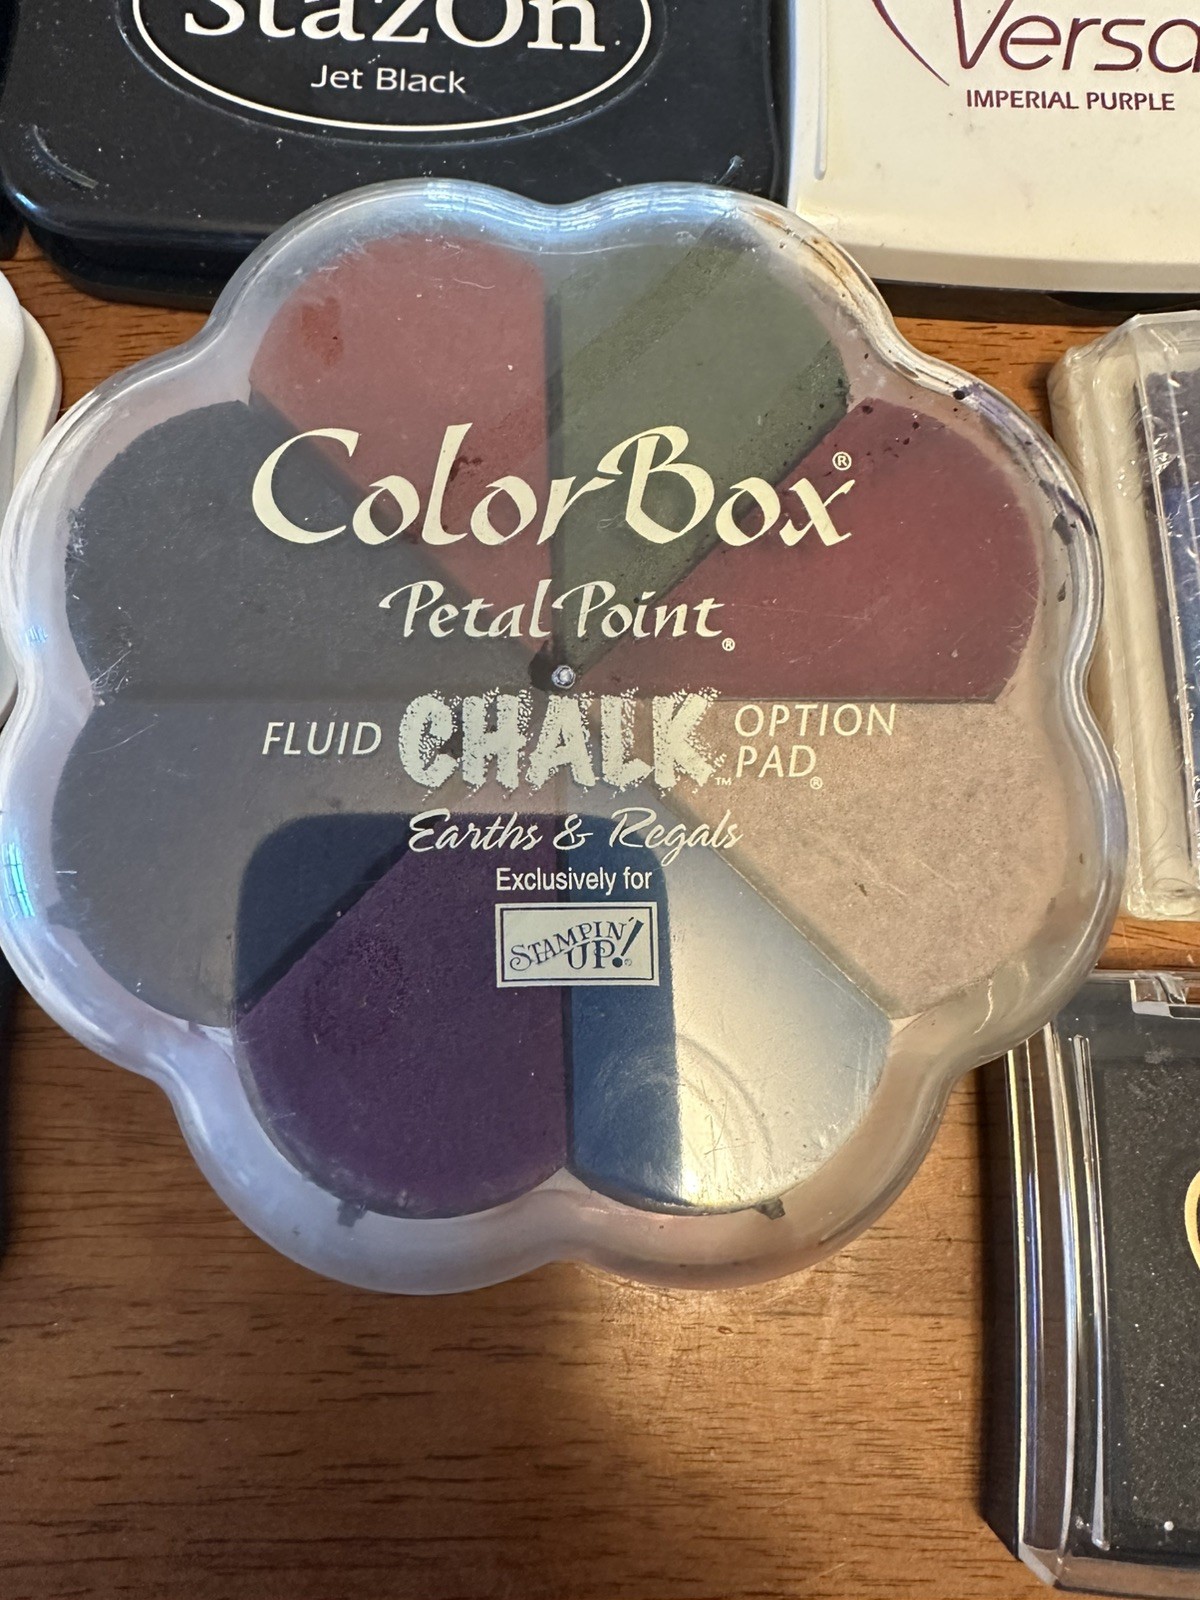 StazOn
Jet Black
Versa
IMPERIAL PURPLE
ColorBox®
Petal Point®
FLUID CHALK™ OPTION PAD®
Earths & Regals
Exclusively for
STAMPIN' UP!®